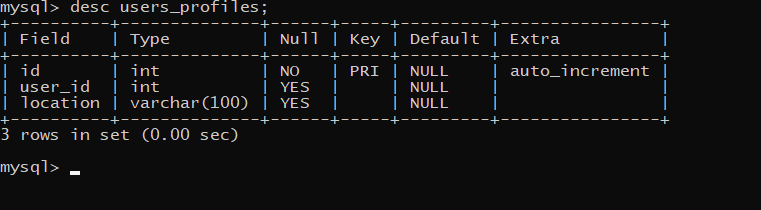 mysql> desc users_profiles;
+----------+--------------+------+-----+---------+----------------+
| Field    | Type         | Null | Key | Default | Extra          |
+----------+--------------+------+-----+---------+----------------+
| id       | int          | NO   | PRI | NULL    | auto_increment |
| user_id  | int          | YES  |     | NULL    |                |
| location | varchar(100) | YES  |     | NULL    |                |
+----------+--------------+------+-----+---------+----------------+
3 rows in set (0.00 sec)
mysql> _